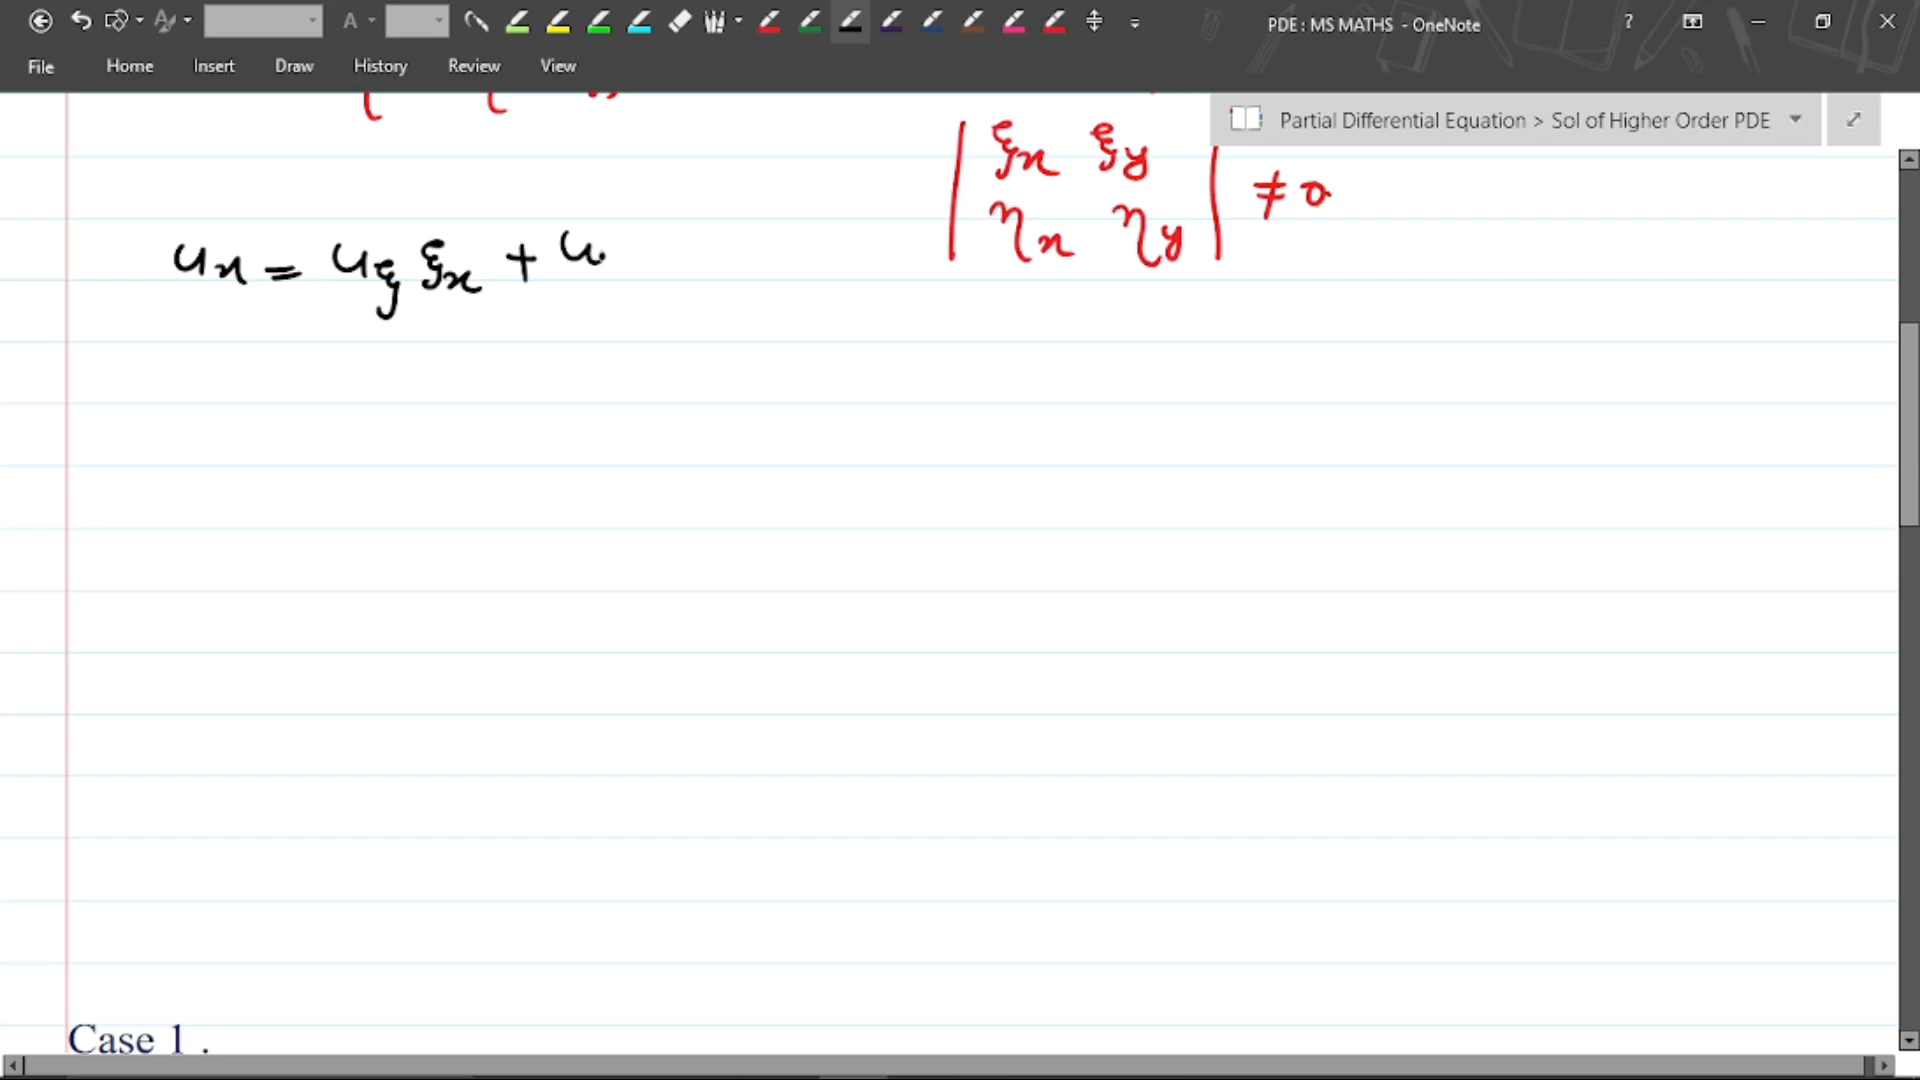 A
PDE : MS MATHS - OneNote
?
File Home Insert Draw History Review View
Partial Differential Equation > Sol of Higher Order PDE
| ξx ξy |
| ηx ηy | ≠ 0
ux = uξ ξx + u
Case 1 .